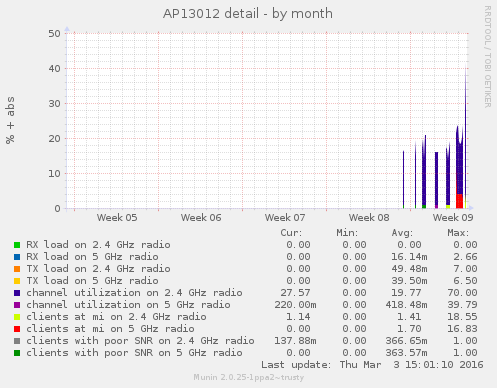 AP13012 detail - by month
RRDTOOL / TOBI OETIKER
% + abs
50
40
30
20
10
0
Week 05 Week 06 Week 07 Week 08 Week 09
Cur: Min: Avg: Max:
RX load on 2.4 GHz radio 0.00 0.00 0.00 0.00
RX load on 5 GHz radio 0.00 0.00 16.14m 2.66
TX load on 2.4 GHz radio 0.00 0.00 49.48m 7.00
TX load on 5 GHz radio 0.00 0.00 39.50m 6.50
channel utilization on 2.4 GHz radio 27.57 0.00 19.77 70.00
channel utilization on 5 GHz radio 220.00m 0.00 418.48m 39.79
clients at mi on 2.4 GHz radio 1.14 0.00 1.41 18.55
clients at mi on 5 GHz radio 0.00 0.00 1.70 16.83
clients with poor SNR on 2.4 GHz radio 137.88m 0.00 366.65m 1.00
clients with poor SNR on 5 GHz radio 0.00 0.00 363.57m 1.00
Last update: Thu Mar 3 15:01:10 2016
Munin 2.0.25-1ppa2~trusty